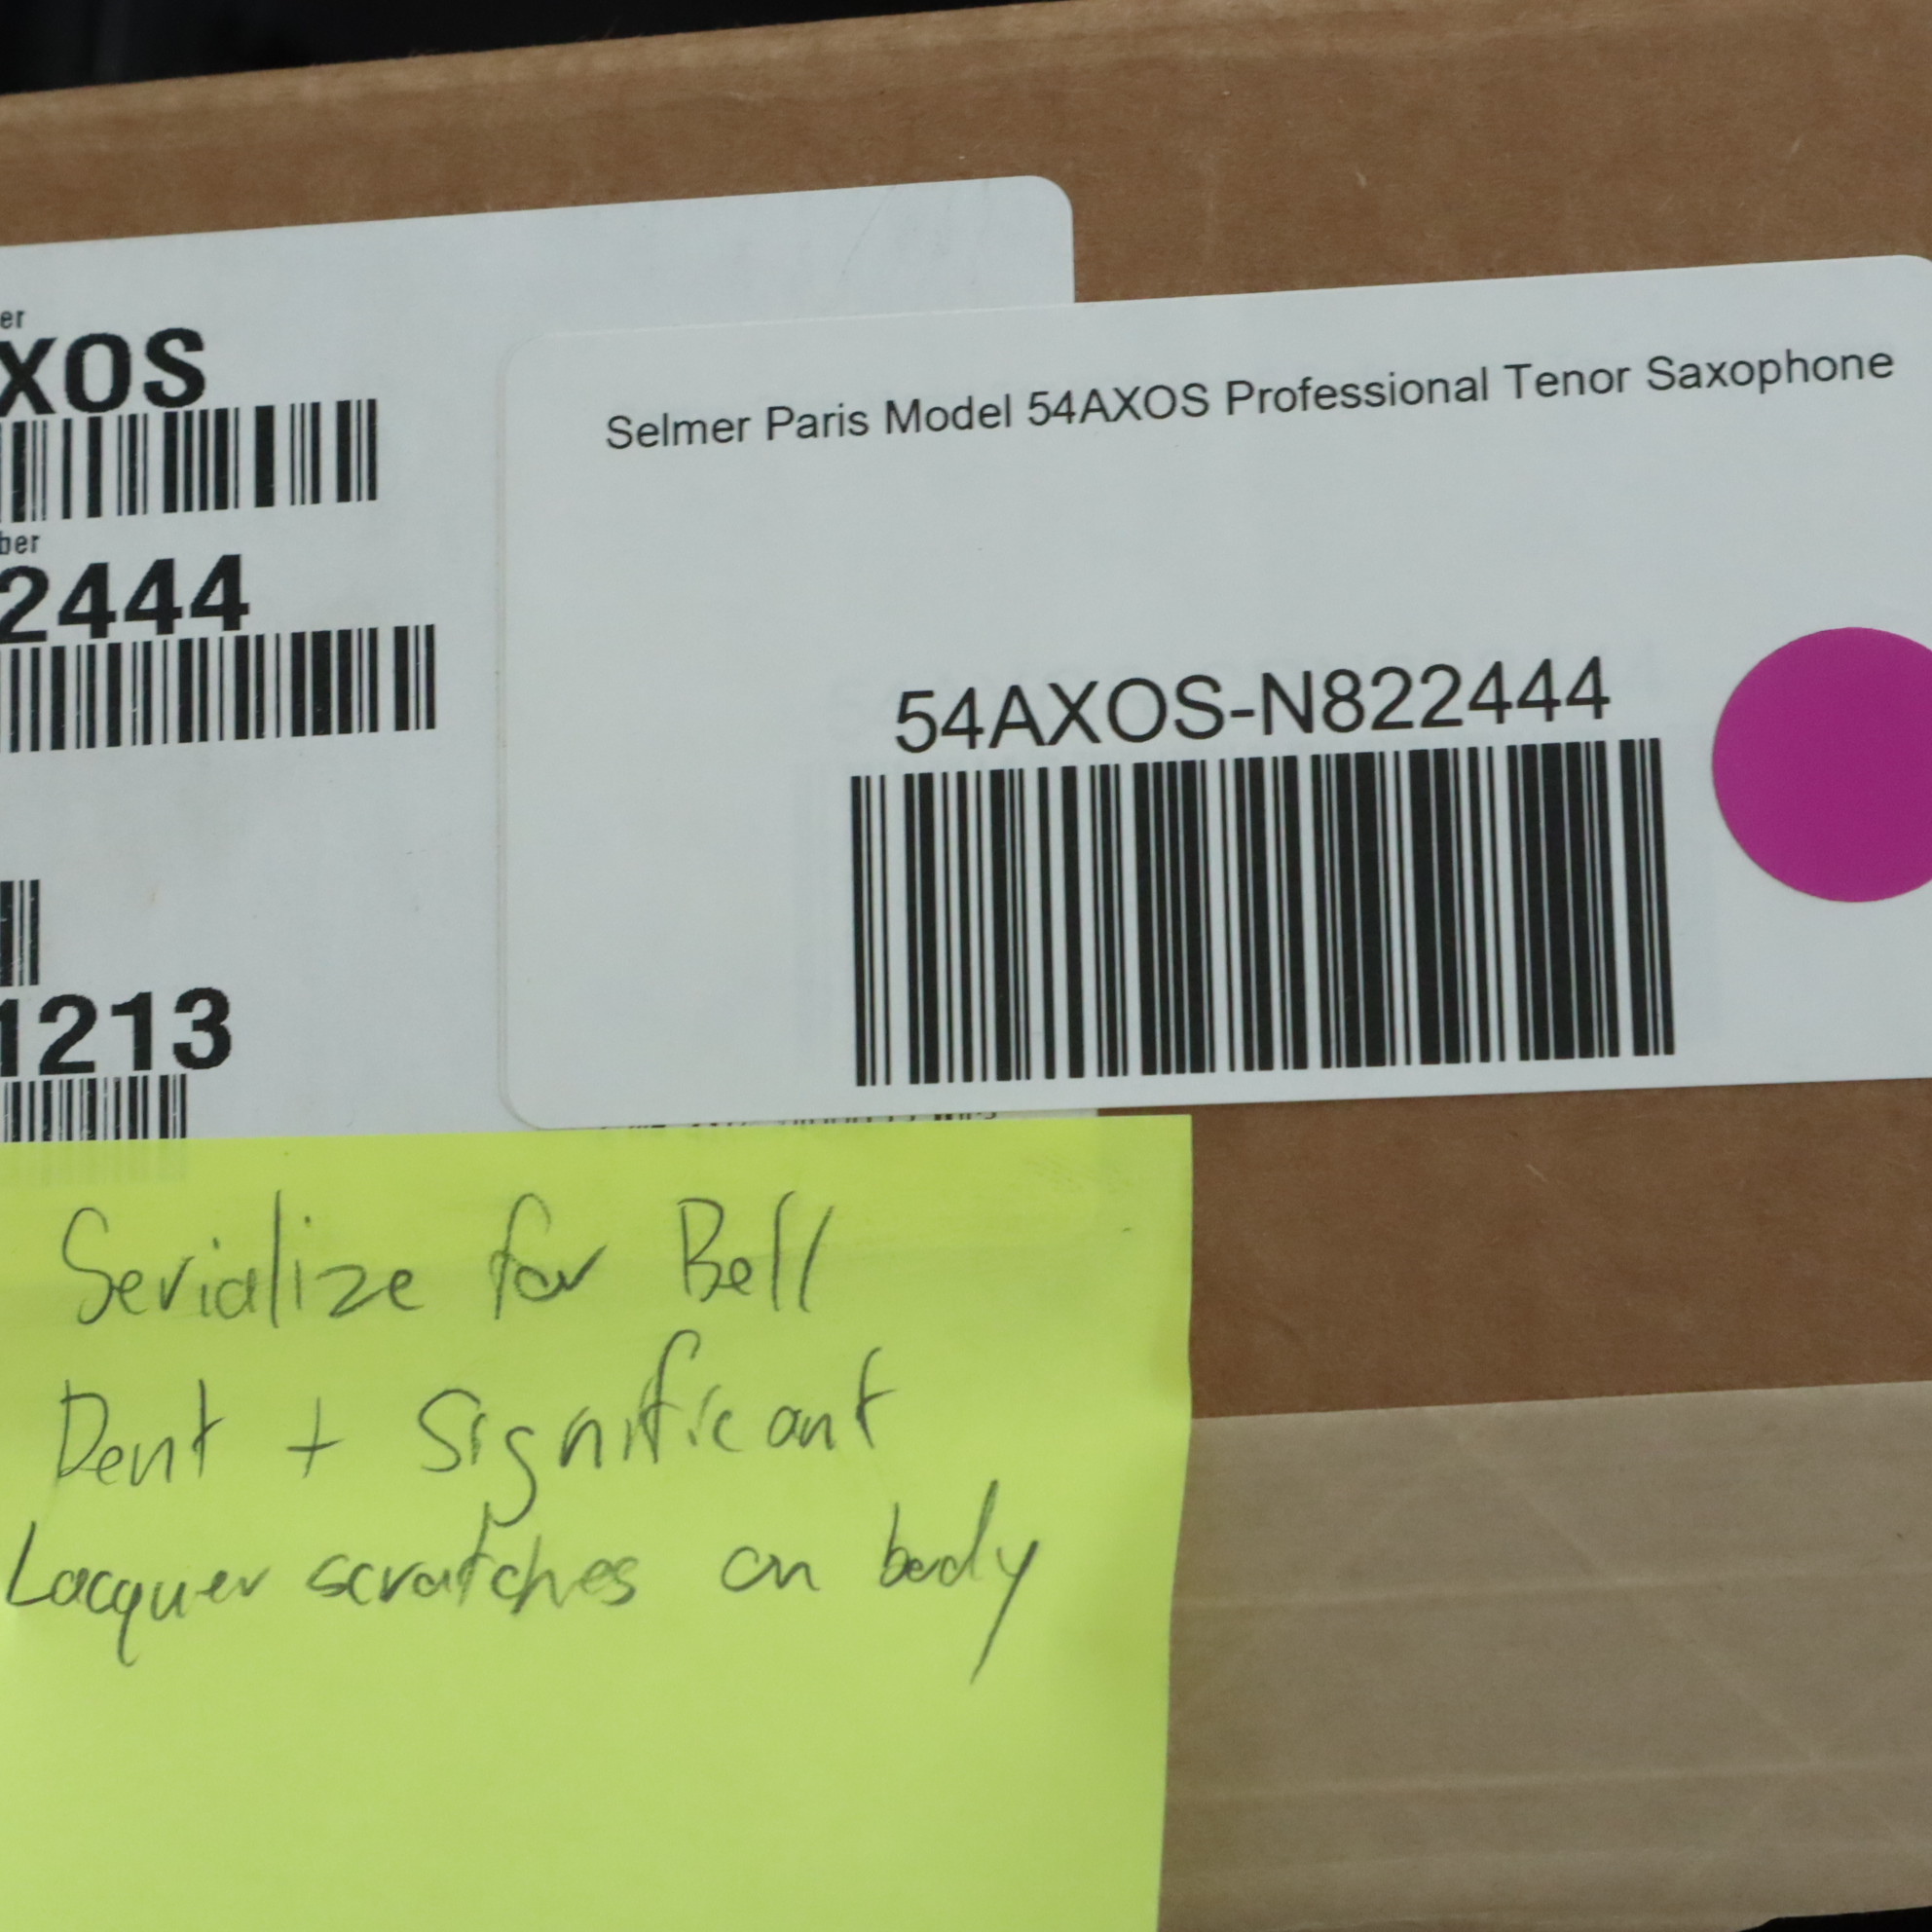 er
XOS
ber
2444
1213
Selmer Paris Model 54AXOS Professional Tenor Saxophone
54AXOS-N822444
Serialize for Bell
Dent + Significant
Lacquer scratches on body